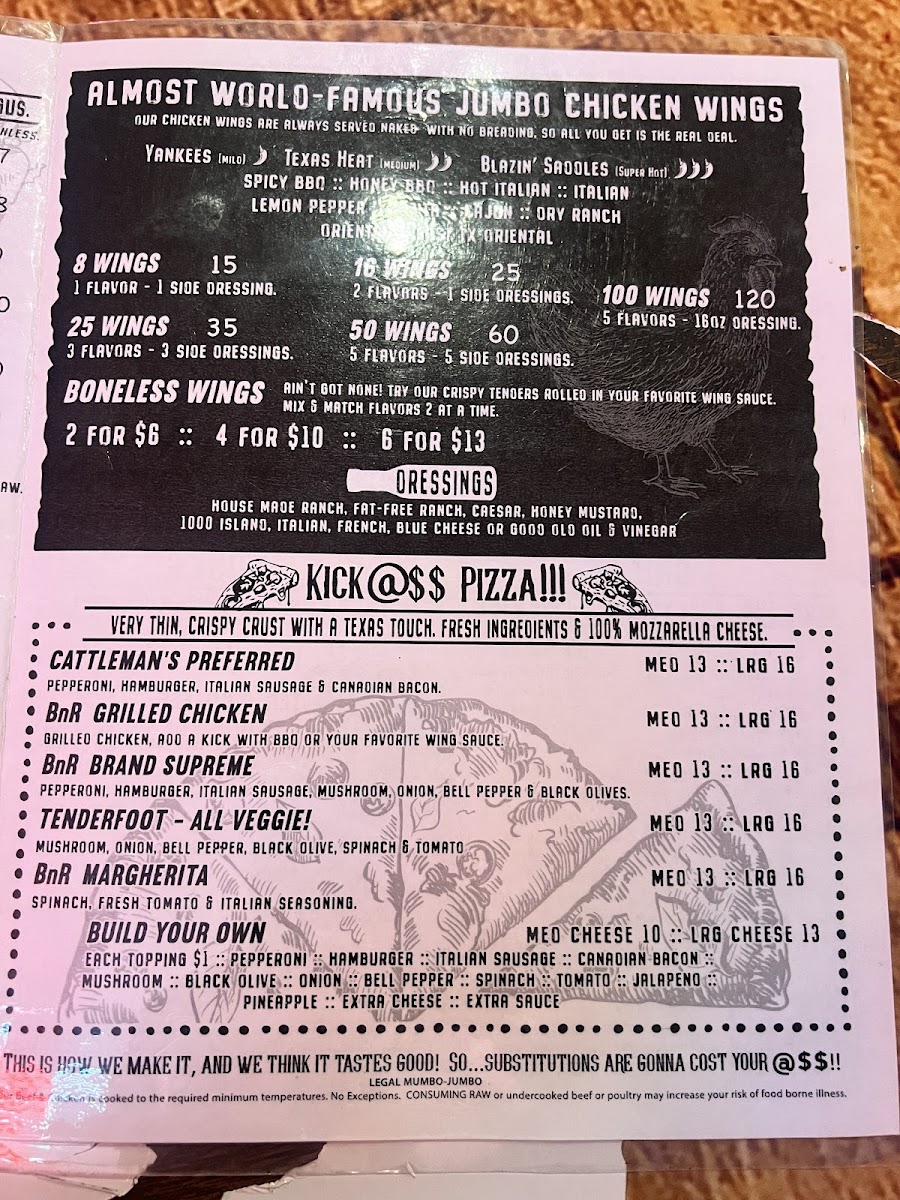 GUS.
NLESS.
7
8
0
AW.
ALMOST WORLD-FAMOUS JUMBO CHICKEN WINGS
OUR CHICKEN WINGS ARE ALWAYS SERVED NAKED WITH NO BREADING, SO ALL YOU GET IS THE REAL DEAL.
YANKEES (MILD) TEXAS HEAT (MEDIUM) BLAZIN' SADDLES (SUPER HOT)
SPICY BBQ :: HONEY BBQ :: HOT ITALIAN :: ITALIAN
LEMON PEPPER :: CAJUN :: DRY RANCH
ORIENTAL TX ORIENTAL
8 WINGS 15
1 FLAVOR - 1 SIDE DRESSING.
16 WINGS 25
2 FLAVORS - 1 SIDE DRESSINGS.
100 WINGS 120
5 FLAVORS - 16OZ DRESSING.
25 WINGS 35
3 FLAVORS - 3 SIDE DRESSINGS.
50 WINGS 60
5 FLAVORS - 5 SIDE DRESSINGS.
BONELESS WINGS AIN'T GOT NONE! TRY OUR CRISPY TENDERS ROLLED IN YOUR FAVORITE WING SAUCE.
MIX & MATCH FLAVORS 2 AT A TIME.
2 FOR $6 :: 4 FOR $10 :: 6 FOR $13
DRESSINGS
HOUSE MADE RANCH, FAT-FREE RANCH, CAESAR, HONEY MUSTARD,
1000 ISLAND, ITALIAN, FRENCH, BLUE CHEESE OR GOOD OLD OIL & VINEGAR
KICK@$$ PIZZA!!!
VERY THIN, CRISPY CRUST WITH A TEXAS TOUCH. FRESH INGREDIENTS & 100% MOZZARELLA CHEESE.
CATTLEMAN'S PREFERRED MED 13 :: LRG 16
PEPPERONI, HAMBURGER, ITALIAN SAUSAGE & CANADIAN BACON.
BnR GRILLED CHICKEN MED 13 :: LRG 16
GRILLED CHICKEN, ADD A KICK WITH BBQ OR YOUR FAVORITE WING SAUCE.
BnR BRAND SUPREME MED 13 :: LRG 16
PEPPERONI, HAMBURGER, ITALIAN SAUSAGE, MUSHROOM, ONION, BELL PEPPER & BLACK OLIVES.
TENDERFOOT - ALL VEGGIE! MED 13 :: LRG 16
MUSHROOM, ONION, BELL PEPPER, BLACK OLIVE, SPINACH & TOMATO
BnR MARGHERITA MED 13 :: LRG 16
SPINACH, FRESH TOMATO & ITALIAN SEASONING.
BUILD YOUR OWN MED CHEESE 10 :: LRG CHEESE 13
EACH TOPPING $1 :: PEPPERONI :: HAMBURGER :: ITALIAN SAUSAGE :: CANADIAN BACON ::
MUSHROOM :: BLACK OLIVE :: ONION :: BELL PEPPER :: SPINACH :: TOMATO :: JALAPENO ::
PINEAPPLE :: EXTRA CHEESE :: EXTRA SAUCE
THIS IS HOW WE MAKE IT, AND WE THINK IT TASTES GOOD! SO...SUBSTITUTIONS ARE GONNA COST YOUR @$$!!
LEGAL MUMBO-JUMBO
Our Beef & Chicken is cooked to the required minimum temperatures. No Exceptions. CONSUMING RAW or undercooked beef or poultry may increase your risk of food borne illness.